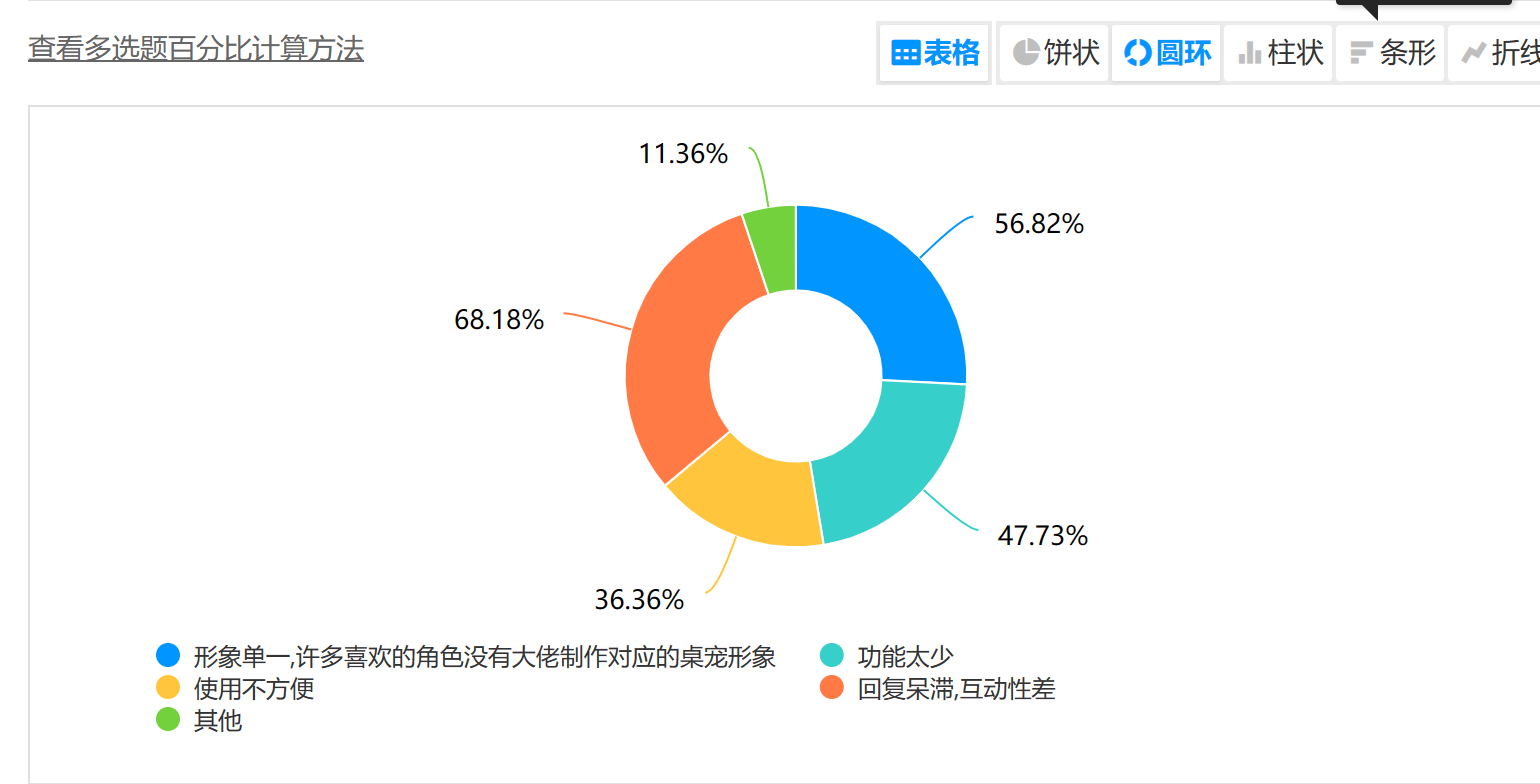 查看多选题百分比计算方法
表格 饼状 圆环 柱状 条形 折线
11.36%
56.82%
68.18%
47.73%
36.36%
形象单一,许多喜欢的角色没有大佬制作对应的桌宠形象 功能太少
使用不方便 回复呆滞,互动性差
其他